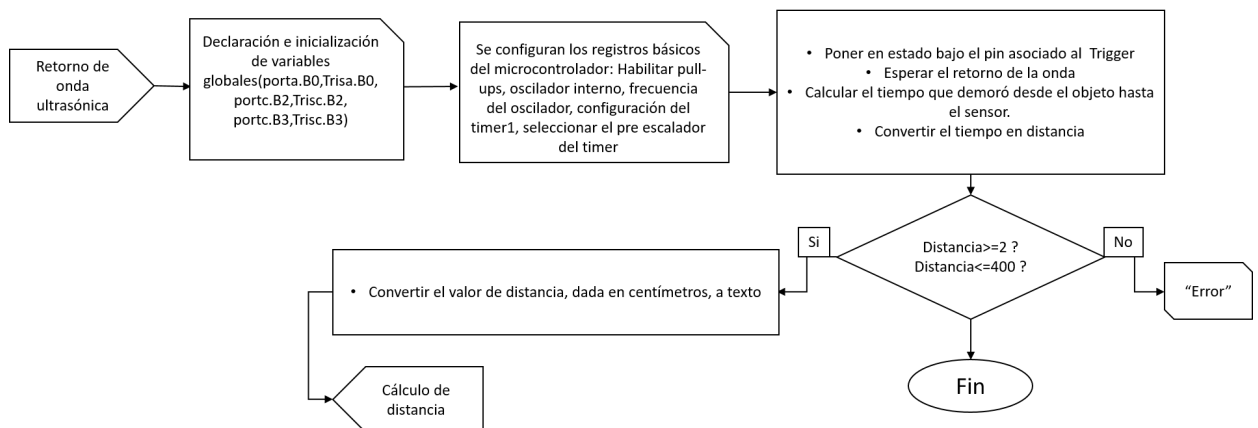 Retorno de
onda
ultrasónica
Declaración e inicialización
de variables
globales(porta.B0,Trisa.B0,
portc.B2,Trisc.B2,
portc.B3,Trisc.B3)
Se configuran los registros básicos
del microcontrolador: Habilitar pull-
ups, oscilador interno, frecuencia
del oscilador, configuración del
timer1, seleccionar el pre escalador
del timer
• Poner en estado bajo el pin asociado al Trigger
• Esperar el retorno de la onda
• Calcular el tiempo que demoró desde el objeto hasta
el sensor.
• Convertir el tiempo en distancia
Si
Distancia>=2 ?
Distancia<=400 ?
No
• Convertir el valor de distancia, dada en centímetros, a texto
“Error”
Cálculo de
distancia
Fin